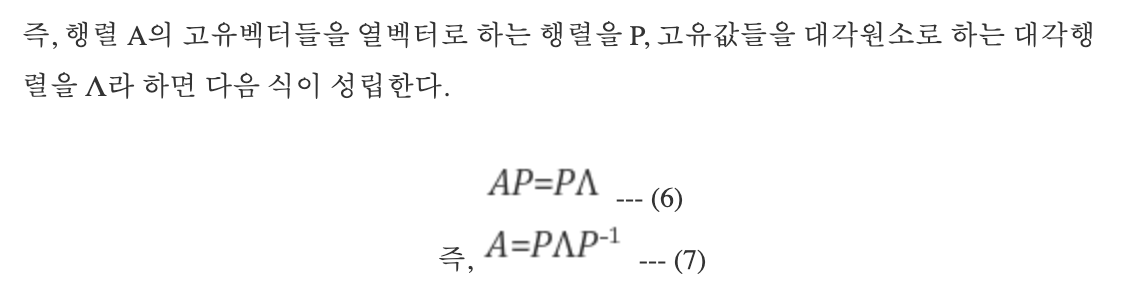 즉, 행렬 A의 고유벡터들을 열벡터로 하는 행렬을 P, 고유값들을 대각원소로 하는 대각행
렬을 Λ라 하면 다음 식이 성립한다.
AP=PΛ --- (6)
즉, A=PΛP⁻¹ --- (7)